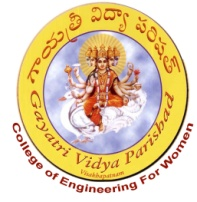 గాయత్రి విద్యా పరిషత్
Gayatri Vidya Parishad
Visakhapatnam
College of Engineering For Women